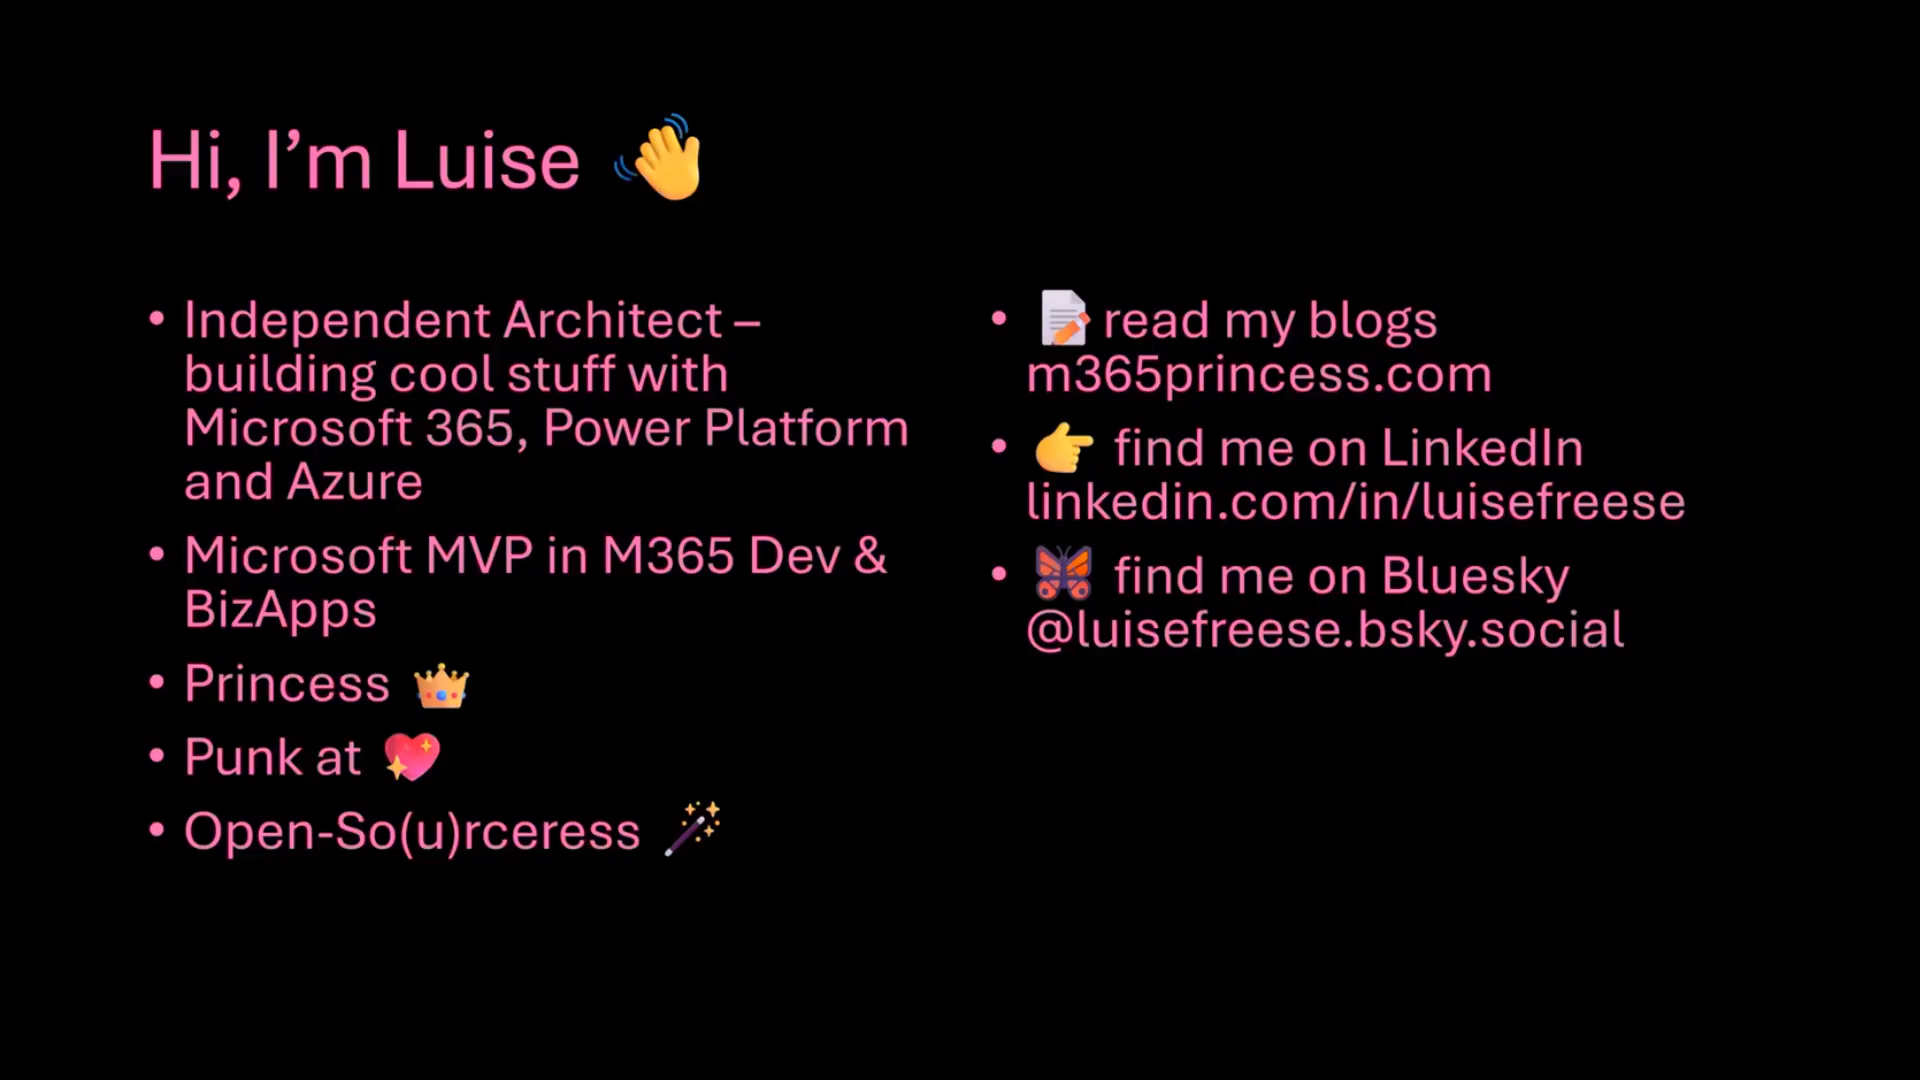 Hi, I’m Luise 👋
• Independent Architect –
building cool stuff with
Microsoft 365, Power Platform
and Azure
• Microsoft MVP in M365 Dev &
BizApps
• Princess 👑
• Punk at 💖
• Open-So(u)rceress 🪄
• 📝 read my blogs
m365princess.com
• 👉 find me on LinkedIn
linkedin.com/in/luisefreese
• 🦋 find me on Bluesky
@luisefreese.bsky.social